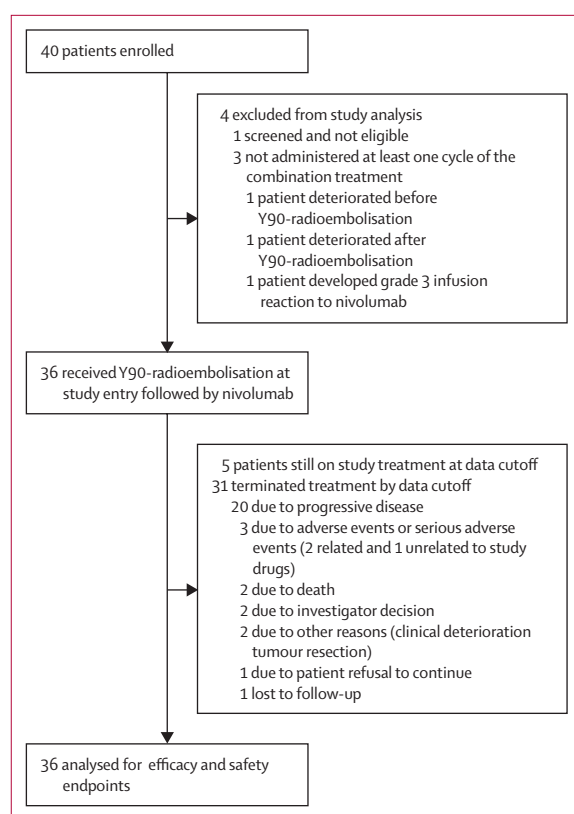 40 patients enrolled
4 excluded from study analysis
1 screened and not eligible
3 not administered at least one cycle of the
combination treatment
1 patient deteriorated before
Y90-radioembolisation
1 patient deteriorated after
Y90-radioembolisation
1 patient developed grade 3 infusion
reaction to nivolumab
36 received Y90-radioembolisation at
study entry followed by nivolumab
5 patients still on study treatment at data cutoff
31 terminated treatment by data cutoff
20 due to progressive disease
3 due to adverse events or serious adverse
events (2 related and 1 unrelated to study
drugs)
2 due to death
2 due to investigator decision
2 due to other reasons (clinical deterioration
tumour resection)
1 due to patient refusal to continue
1 lost to follow-up
36 analysed for efficacy and safety
endpoints